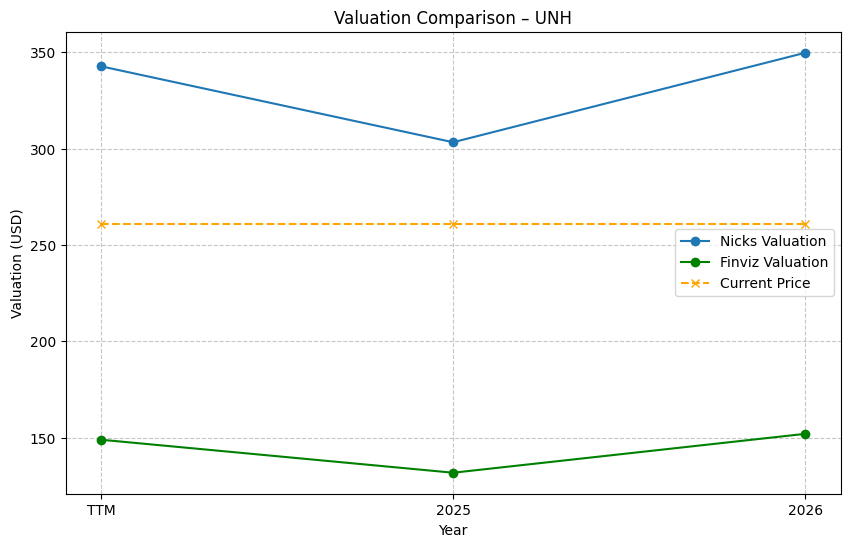 Valuation Comparison – UNH
Valuation (USD)
350
300
250
200
150
Nicks Valuation
Finviz Valuation
Current Price
TTM
2025
2026
Year